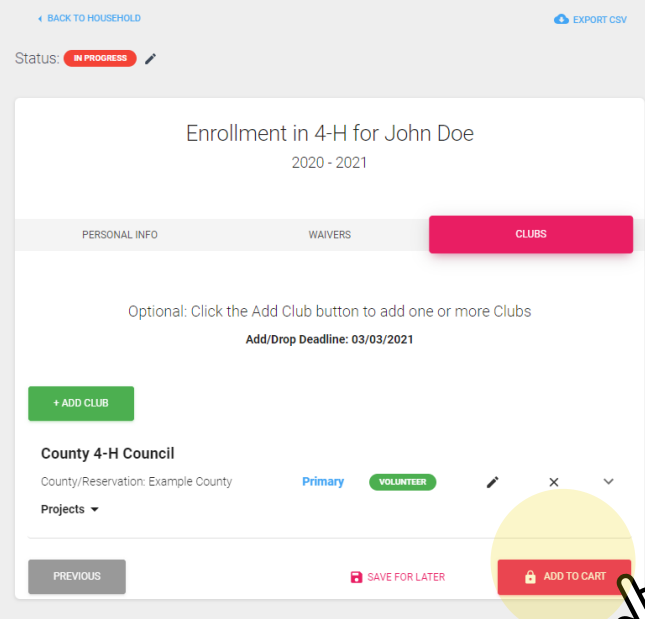 BACK TO HOUSEHOLD
EXPORT CSV
Status: IN PROGRESS
Enrollment in 4-H for John Doe
2020 - 2021
PERSONAL INFO
WAIVERS
CLUBS
Optional: Click the Add Club button to add one or more Clubs
Add/Drop Deadline: 03/03/2021
+ ADD CLUB
County 4-H Council
County/Reservation: Example County
Primary
VOLUNTEER
Projects
PREVIOUS
SAVE FOR LATER
ADD TO CART